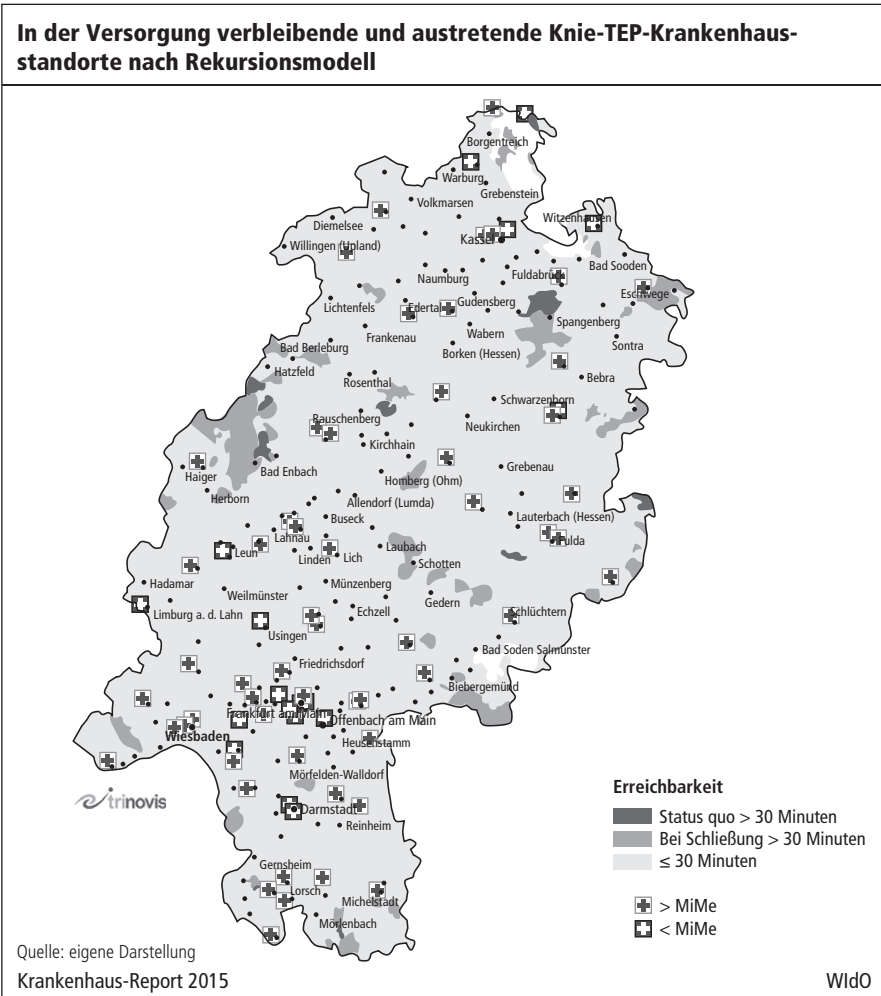 In der Versorgung verbleibende und austretende Knie-TEP-Krankenhaus-
standorte nach Rekursionsmodell
Borgentreich
Warburg
Grebenstein
Volkmarsen
Witzenhausen
Diemelsee
Kassel
Willingen (Upland)
Bad Sooden
Naumburg
Fuldabrück
Eschwege
Lichtenfels
Edertal
Gudensberg
Spangenberg
Frankenau
Wabern
Sontra
Bad Berleburg
Borken (Hessen)
Hatzfeld
Rosenthal
Bebra
Schwarzenborn
Rauschenberg
Neukirchen
Kirchhain
Bad Enbach
Grebenau
Haiger
Homberg (Ohm)
Herborn
Allendorf (Lumda)
Buseck
Lauterbach (Hessen)
Lahnau
Fulda
Leun
Laubach
Linden
Lich
Schotten
Hadamar
Münzenberg
Weilmünster
Gedern
Limburg a. d. Lahn
Echzell
Schlüchtern
Usingen
Bad Soden Salmünster
Friedrichsdorf
Biebergemünd
Frankfurt am Main
Offenbach am Main
Wiesbaden
Heusenstamm
Mörfelden-Walldorf
trinovis
Darmstadt
Reinheim
Gernsheim
Lorsch
Michelstadt
Mörlenbach
Erreichbarkeit
Status quo > 30 Minuten
Bei Schließung > 30 Minuten
≤ 30 Minuten
> MiMe
< MiMe
Quelle: eigene Darstellung
Krankenhaus-Report 2015
WIdO